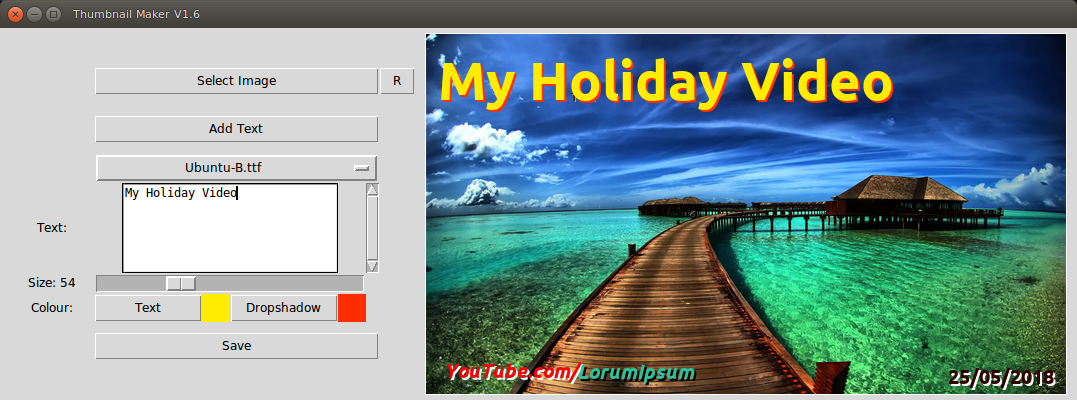 Thumbnail Maker V1.6
Select Image
R
Add Text
Ubuntu-B.ttf
Text:
My Holiday Video
Size: 54
Colour:
Text
Dropshadow
Save
My Holiday Video
YouTube.com/LorumIpsum
25/05/2018